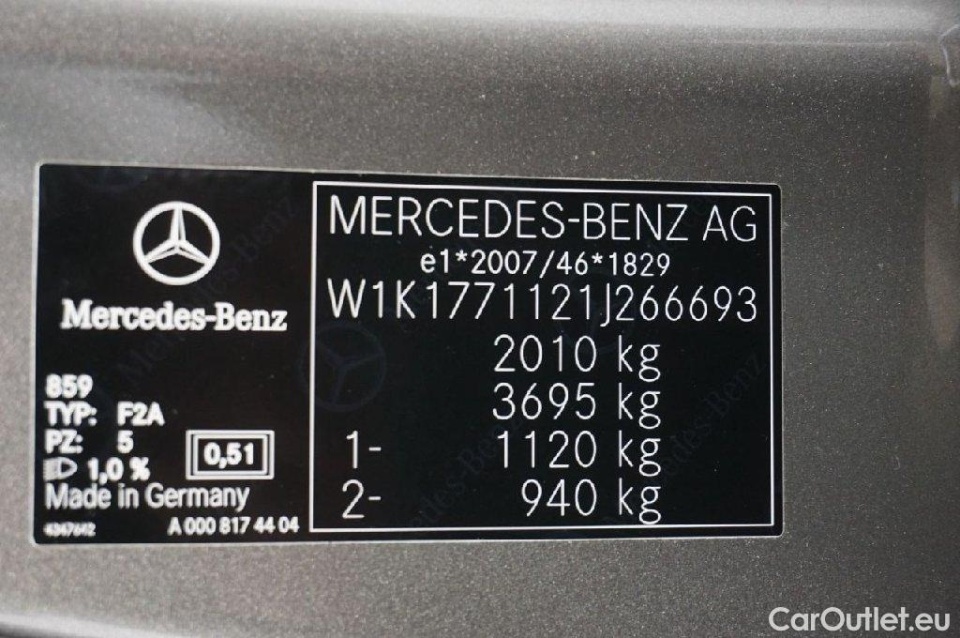 Mercedes-Benz
859
TYP: F2A
PZ: 5
1,0 %
0,51
Made in Germany
4347642
A 000 817 44 04
MERCEDES-BENZ AG
e1*2007/46*1829
W1K1771121J266693
2010 kg
3695 kg
1- 1120 kg
2- 940 kg
CarOutlet.eu